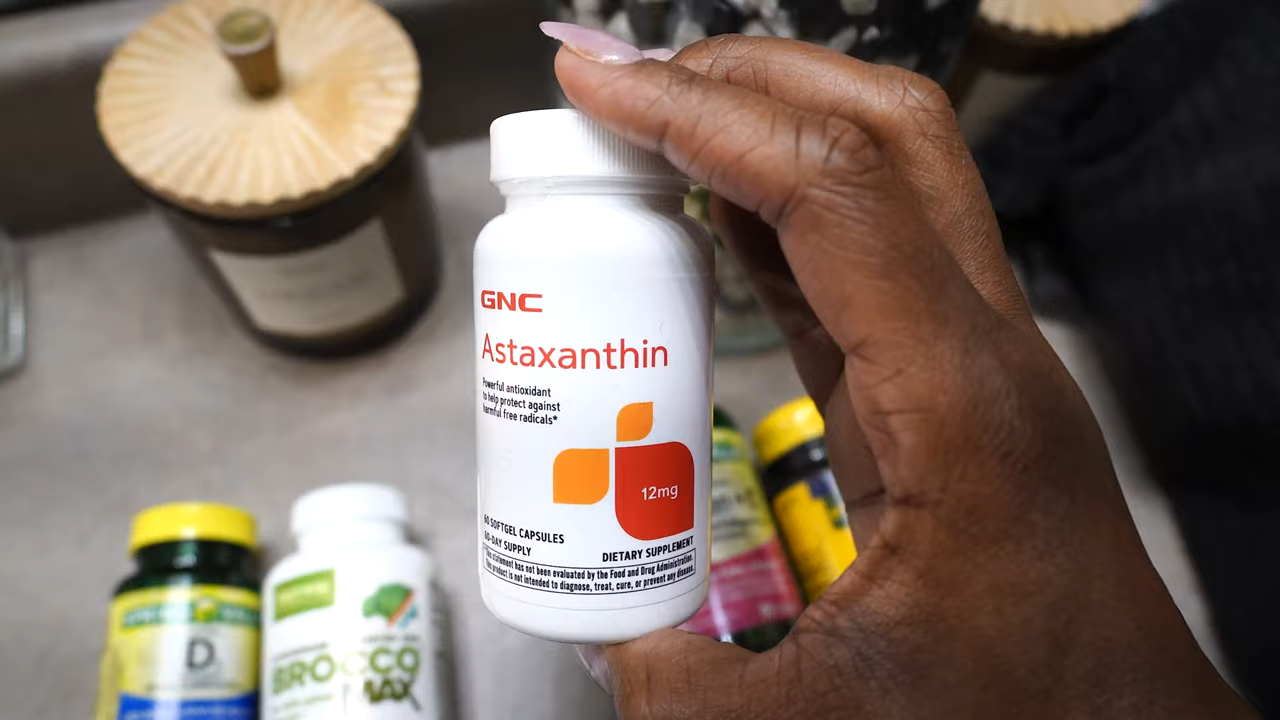 GNC
Astaxanthin
Powerful antioxidant
to help protect against
harmful free radicals*
12mg
60 SOFTGEL CAPSULES
60-DAY SUPPLY
DIETARY SUPPLEMENT
*This statement has not been evaluated by the Food and Drug Administration.
This product is not intended to diagnose, treat, cure, or prevent any disease.
D
BROCCO
MAX